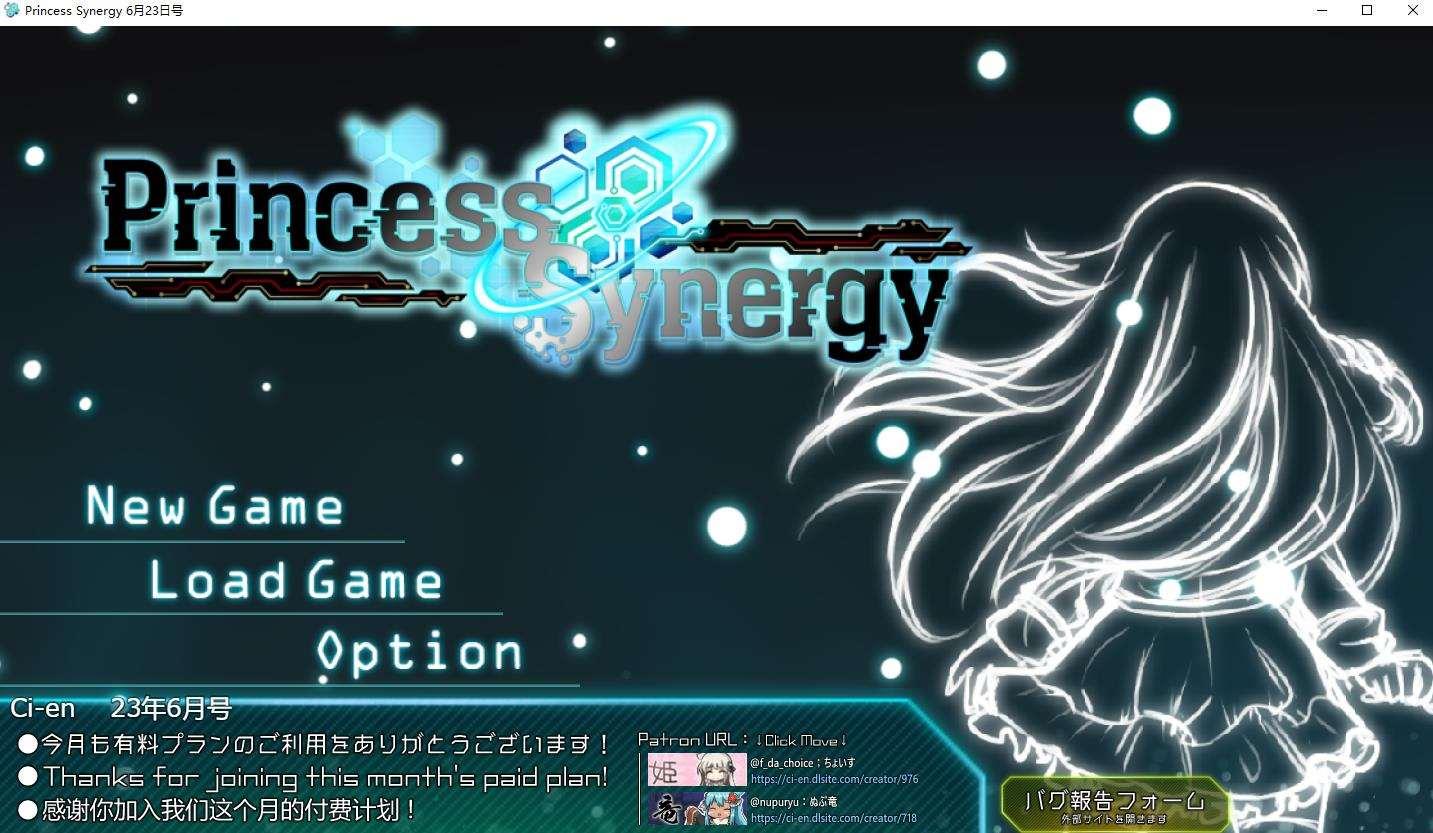 Princess Synergy 6月23日号
Princess
Synergy
New Game
Load Game
Option
Ci-en 23年6月号
●今月も有料プランのご利用をありがとうございます！
●Thanks for joining this month's paid plan!
●感谢你加入我们这个月的付费计划！
Patron URL：↓Click Move↓
姫
@f_da_choice：ちょいす
https://ci-en.dlsite.com/creator/976
竜
@nupuryu：ぬぷ竜
https://ci-en.dlsite.com/creator/718
バグ報告フォーム
外部サイトを開きます